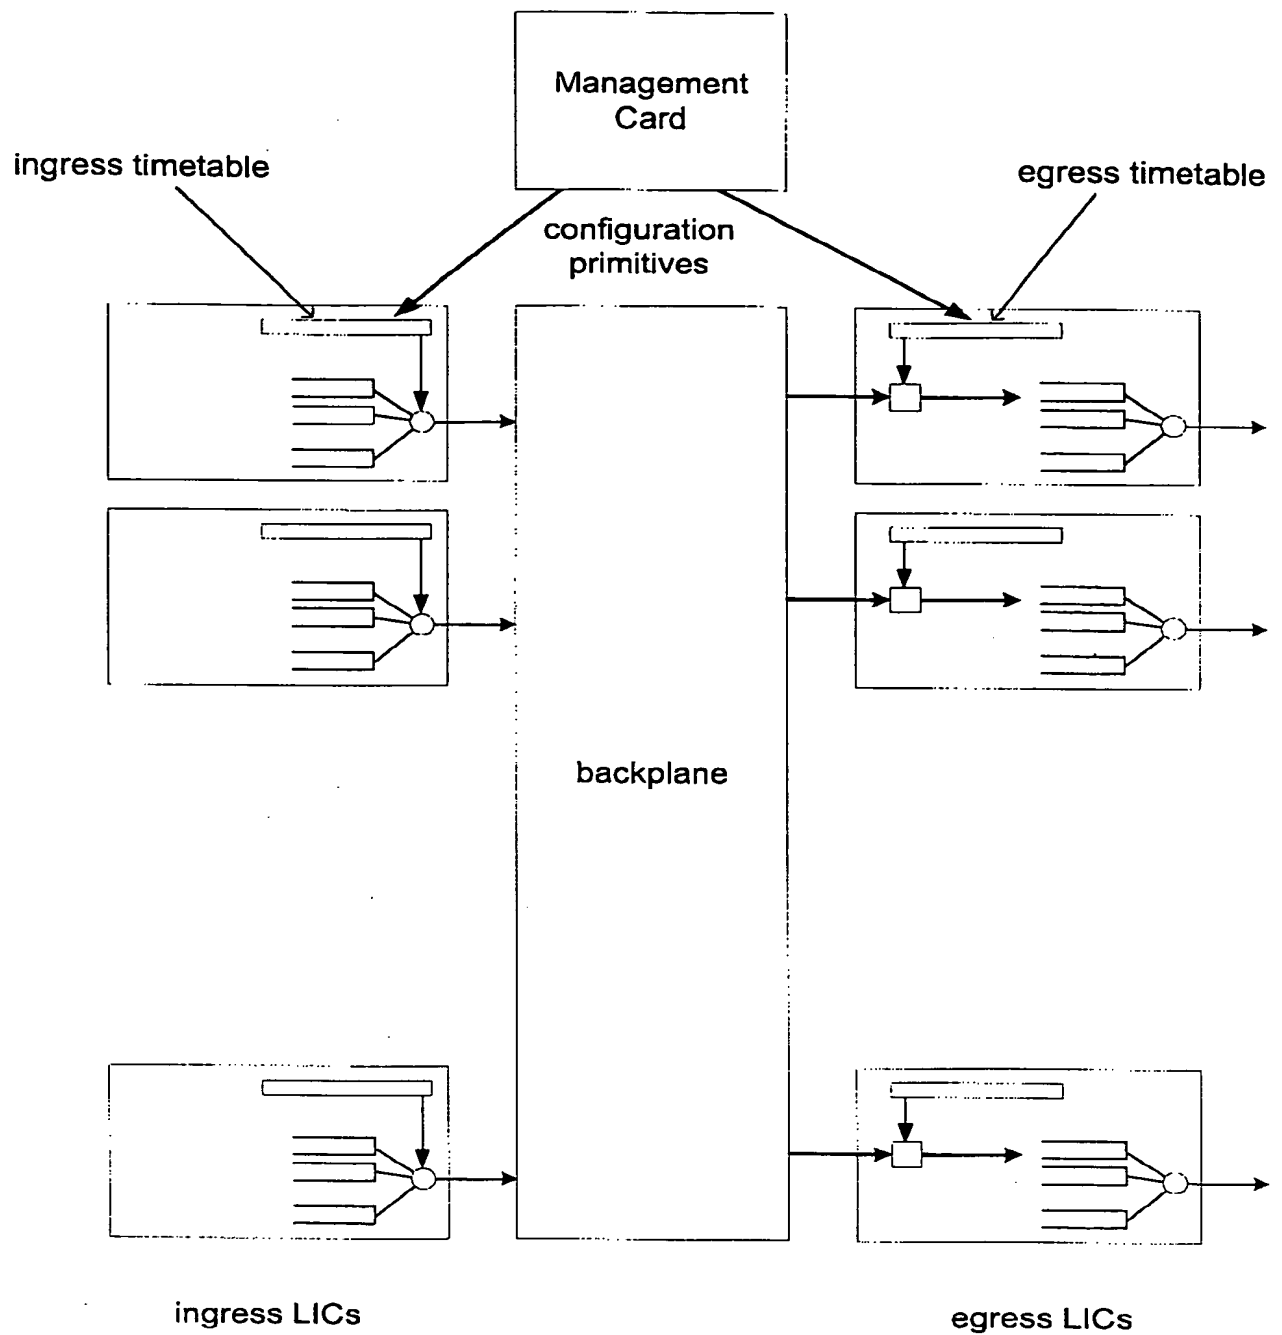 Management
Card
ingress timetable
egress timetable
configuration
primitives
backplane
ingress LICs
egress LICs